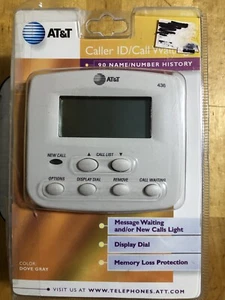 AT&T
Caller ID/Call Wai
90 NAME/NUMBER HISTORY
AT&T
436
NEW CALL
▲ CALL LIST ▼
OPTIONS
DISPLAY DIAL
REMOVE
CALL WAITING
Message Waiting
and/or New Calls Light
Display Dial
Memory Loss Protection
COLOR:
DOVE GRAY
VISIT US AT WWW.TELEPHONES.ATT.COM